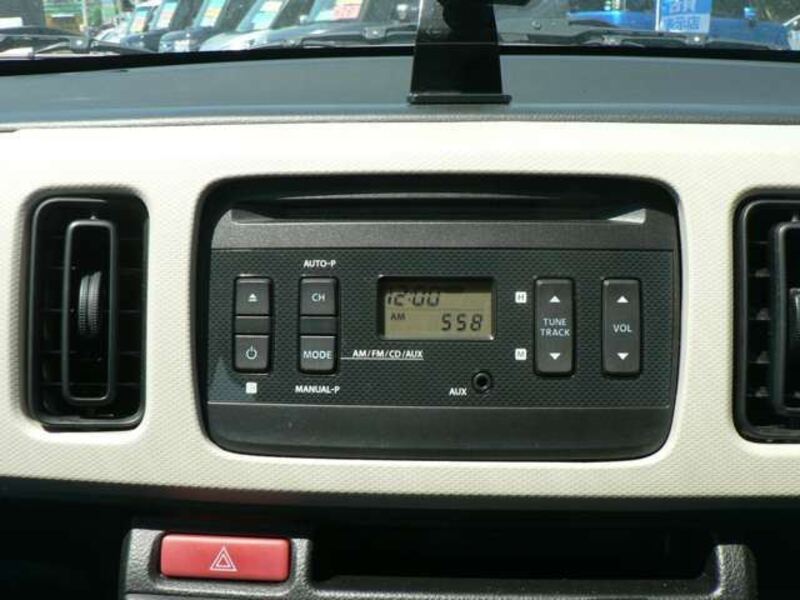 AUTO-P
CH
MODE
AM/FM/CD/AUX
MANUAL-P
12:00
AM
558
AUX
H
M
TUNE
TRACK
VOL